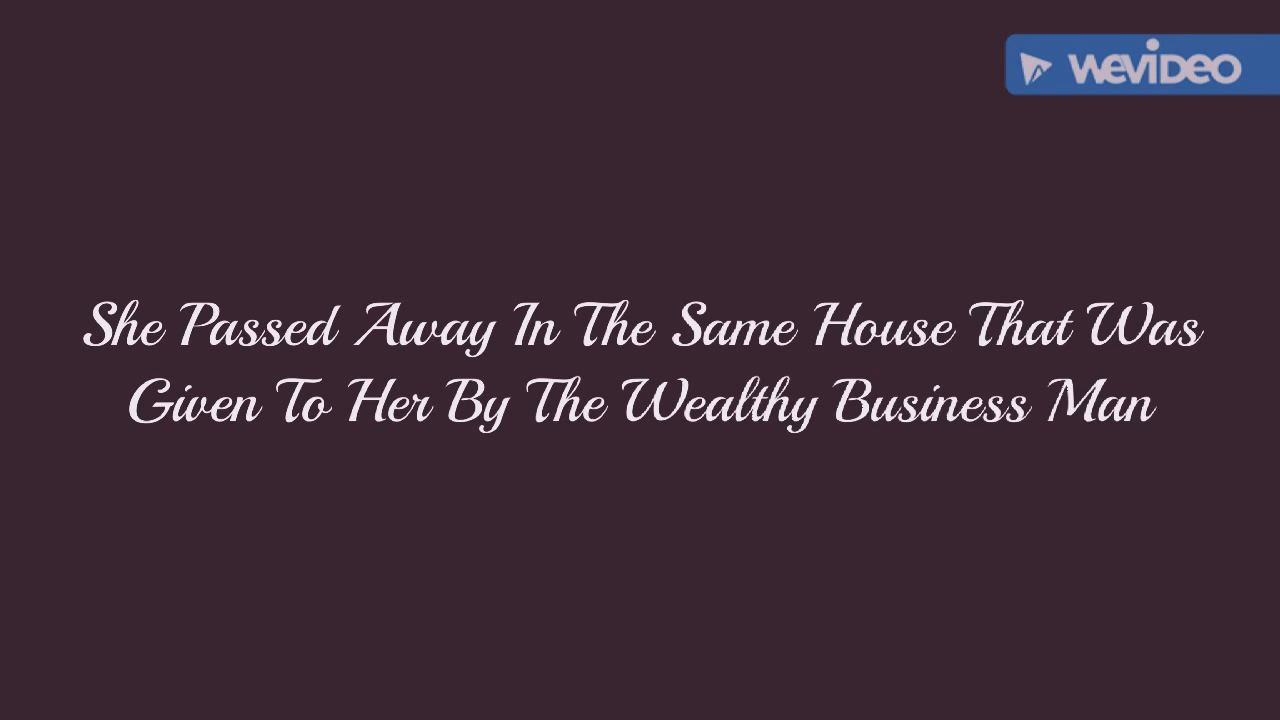 WEVIDEO
She Passed Away In The Same House That Was
Given To Her By The Wealthy Business Man